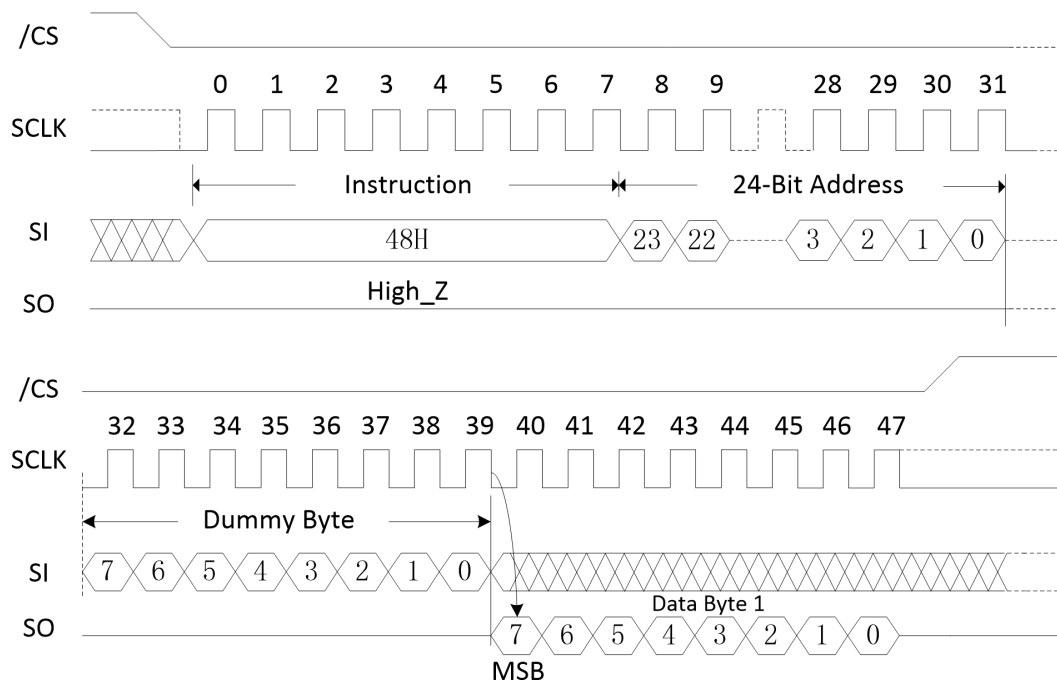 /CS
0 1 2 3 4 5 6 7 8 9 28 29 30 31
SCLK
Instruction 24-Bit Address
SI 48H 23 22 3 2 1 0
High_Z
SO
/CS
32 33 34 35 36 37 38 39 40 41 42 43 44 45 46 47
SCLK
Dummy Byte
SI 7 6 5 4 3 2 1 0
Data Byte 1
SO 7 6 5 4 3 2 1 0
MSB